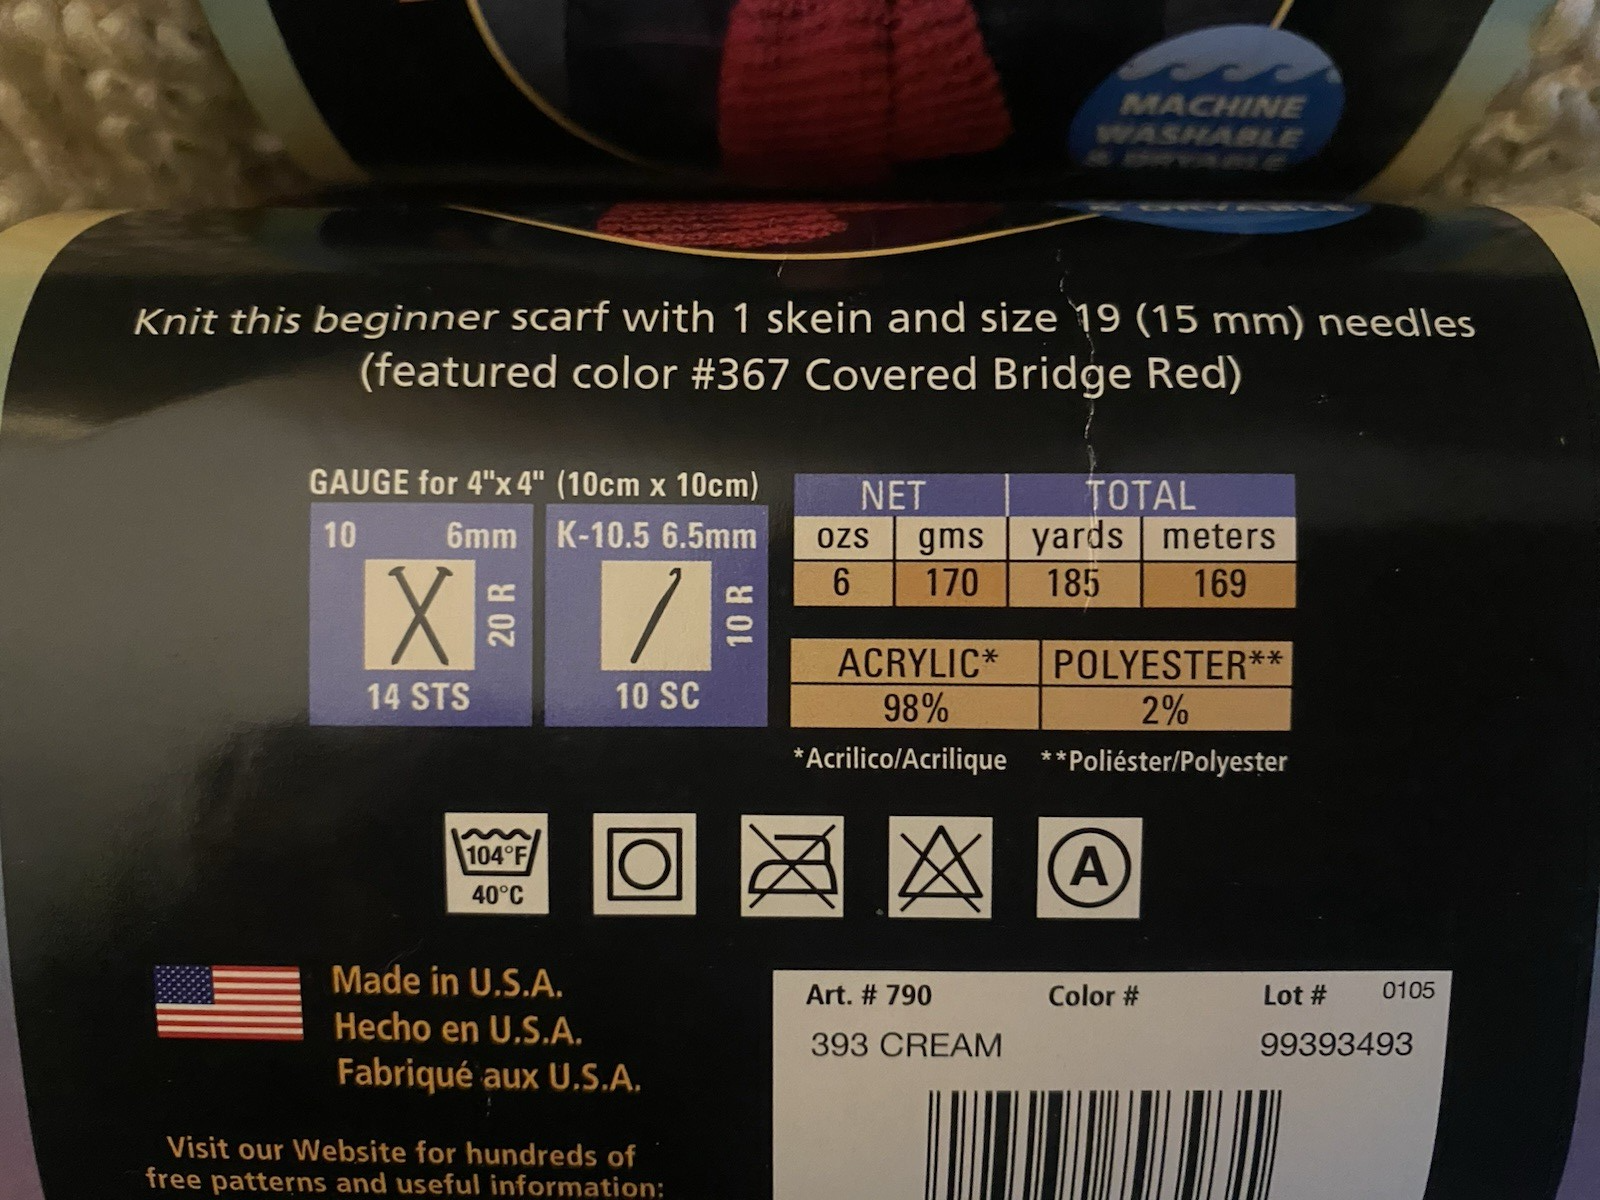 MACHINE
WASHABLE
& DRYABLE
& DRYABLE
Knit this beginner scarf with 1 skein and size 19 (15 mm) needles
(featured color #367 Covered Bridge Red)
GAUGE for 4"x 4" (10cm x 10cm)
10 6mm
20 R
14 STS
K-10.5 6.5mm
10 R
10 SC
NET TOTAL
ozs gms yards meters
6 170 185 169
ACRYLIC* POLYESTER**
98% 2%
*Acrilico/Acrilique **Poliéster/Polyester
104°F
40°C
A
Made in U.S.A.
Hecho en U.S.A.
Fabriqué aux U.S.A.
Visit our Website for hundreds of
free patterns and useful information:
Art. # 790 Color # Lot # 0105
393 CREAM 99393493